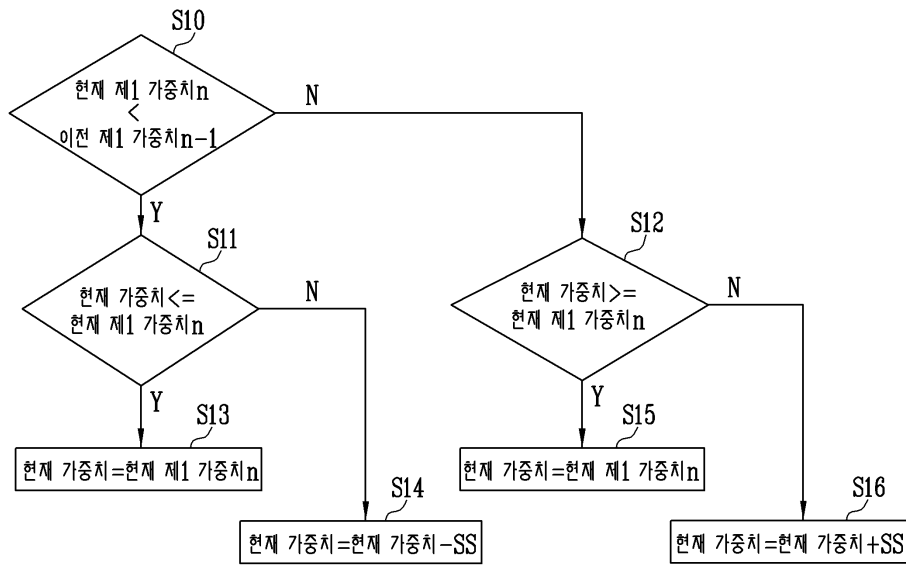 S10
현재 제1 가중치n
<
이전 제1 가중치n-1
N
Y
S11
현재 가중치<=
현재 제1 가중치n
N
Y
S12
현재 가중치>=
현재 제1 가중치n
N
Y
S13
현재 가중치=현재 제1 가중치n
S14
현재 가중치=현재 가중치-SS
S15
현재 가중치=현재 제1 가중치n
S16
현재 가중치=현재 가중치+SS